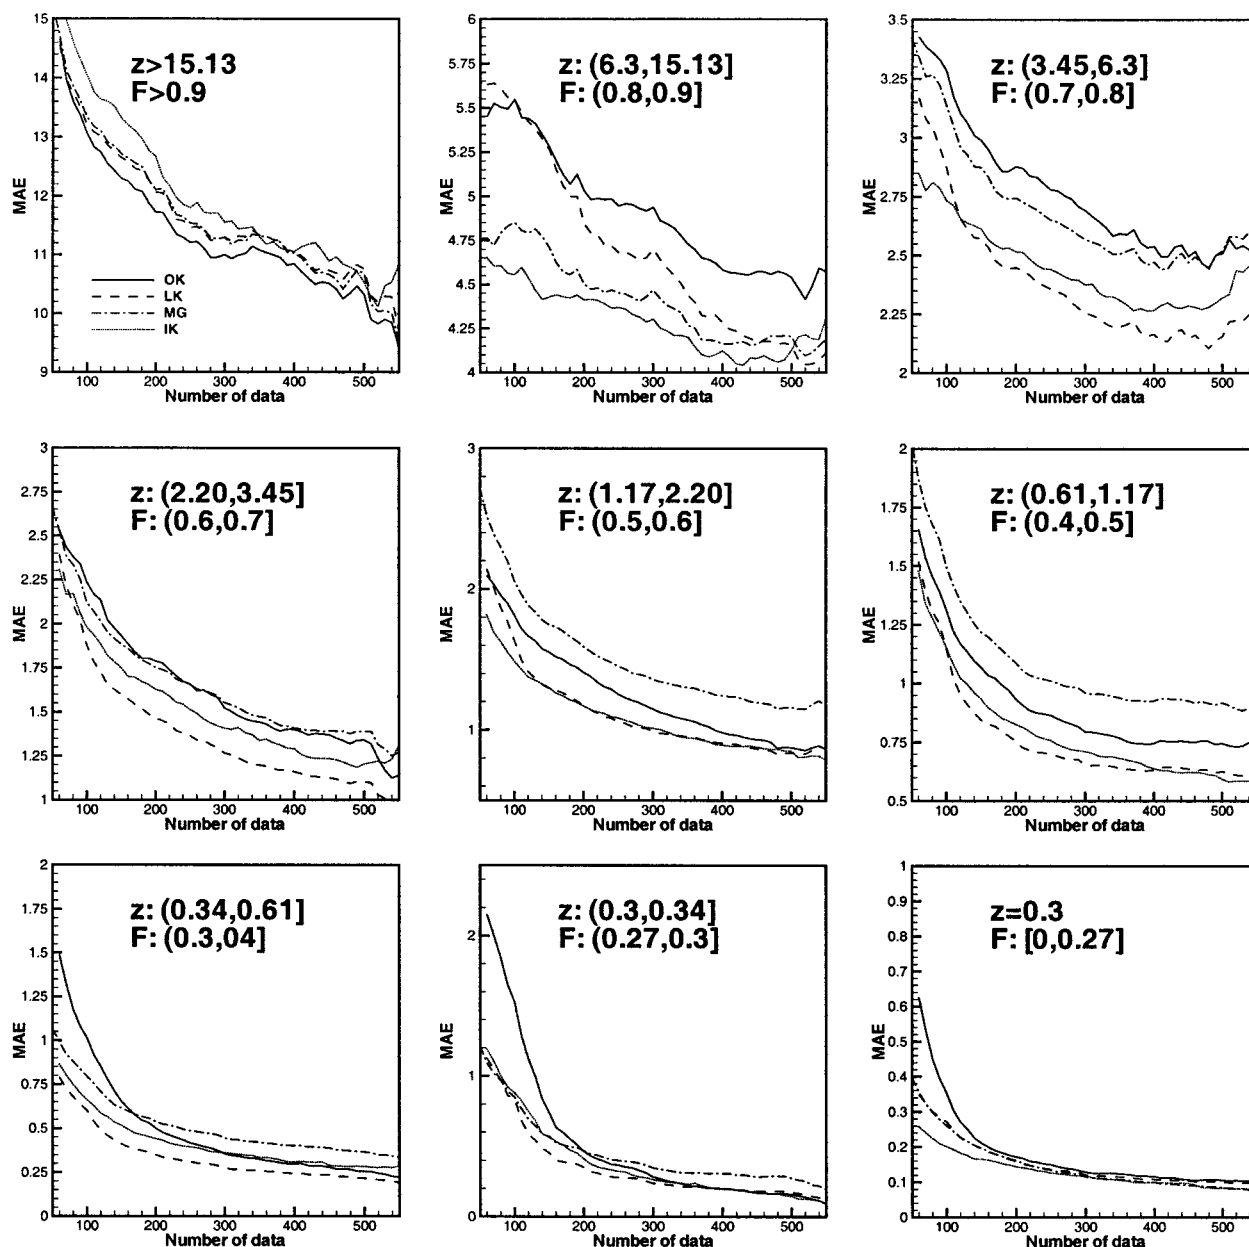 15
14
13
12
11
10
9
MAE
z>15.13
F>0.9
OK
LK
MG
IK
100
200
300
400
500
Number of data
6
5.75
5.5
5.25
5
4.75
4.5
4.25
4
MAE
z: (6.3,15.13]
F: (0.8,0.9]
100
200
300
400
500
Number of data
3.5
3.25
3
2.75
2.5
2.25
2
MAE
z: (3.45,6.3]
F: (0.7,0.8]
100
200
300
400
500
Number of data
3
2.75
2.5
2.25
2
1.75
1.5
1.25
1
MAE
z: (2.20,3.45]
F: (0.6,0.7]
100
200
300
400
500
Number of data
3
2
1
MAE
z: (1.17,2.20]
F: (0.5,0.6]
100
200
300
400
500
Number of data
2
1.75
1.5
1.25
1
0.75
0.5
MAE
z: (0.61,1.17]
F: (0.4,0.5]
100
200
300
400
500
Number of data
2
1.75
1.5
1.25
1
0.75
0.5
0.25
0
MAE
z: (0.34,0.61]
F: (0.3,04]
100
200
300
400
500
Number of data
2
1
0
MAE
z: (0.3,0.34]
F: (0.27,0.3]
100
200
300
400
500
Number of data
1
0.9
0.8
0.7
0.6
0.5
0.4
0.3
0.2
0.1
0
MAE
z=0.3
F: [0,0.27]
100
200
300
400
500
Number of data